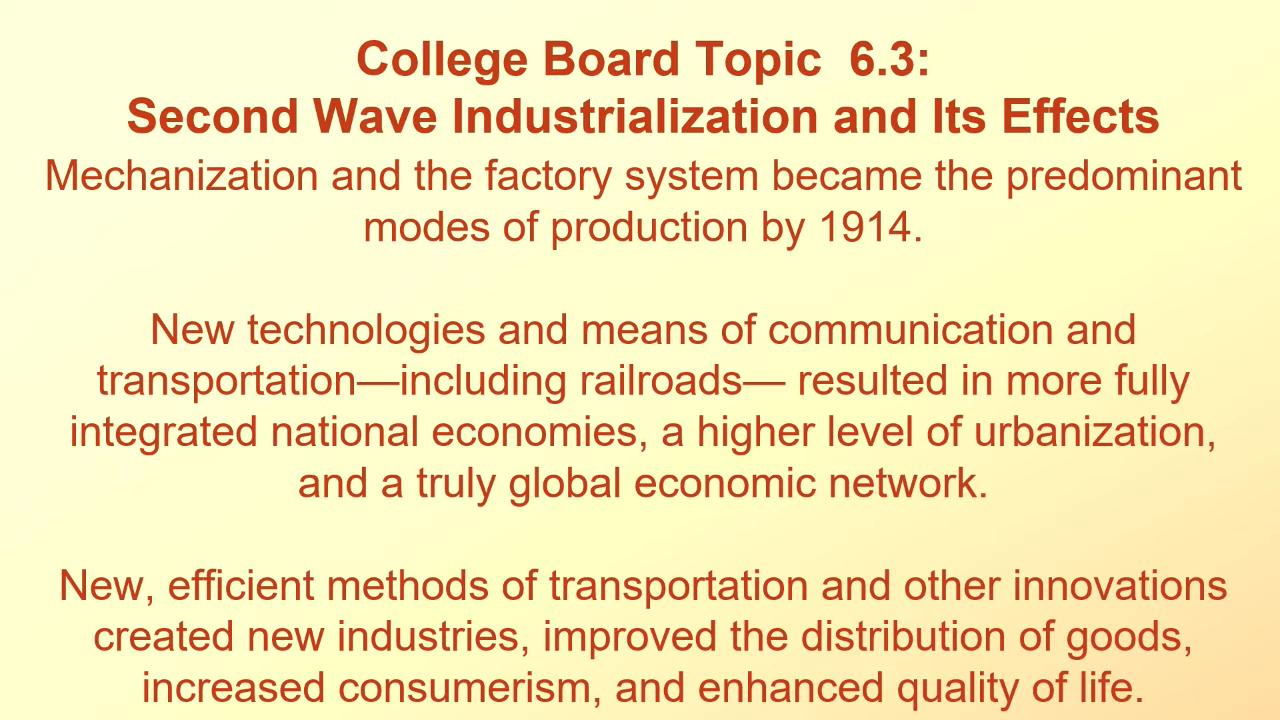 College Board Topic  6.3:
Second Wave Industrialization and Its Effects
Mechanization and the factory system became the predominant
modes of production by 1914.
New technologies and means of communication and
transportation—including railroads— resulted in more fully
integrated national economies, a higher level of urbanization,
and a truly global economic network.
New, efficient methods of transportation and other innovations
created new industries, improved the distribution of goods,
increased consumerism, and enhanced quality of life.